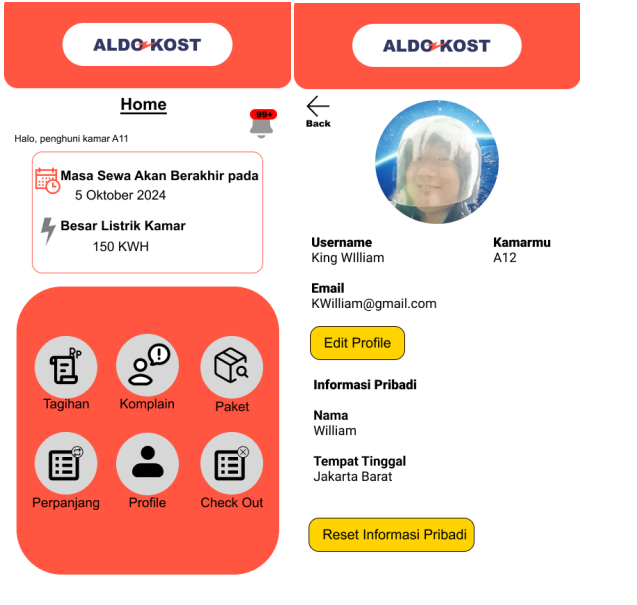 ALDO KOST
Home
99+
Halo, penghuni kamar A11
Masa Sewa Akan Berakhir pada
5 Oktober 2024
Besar Listrik Kamar
150 KWH
Rp
Tagihan
Komplain
Paket
Perpanjang
Profile
Check Out
ALDO KOST
Back
Username
Kamarmu
King WIlliam
A12
Email
KWilliam@gmail.com
Edit Profile
Informasi Pribadi
Nama
William
Tempat Tinggal
Jakarta Barat
Reset Informasi Pribadi